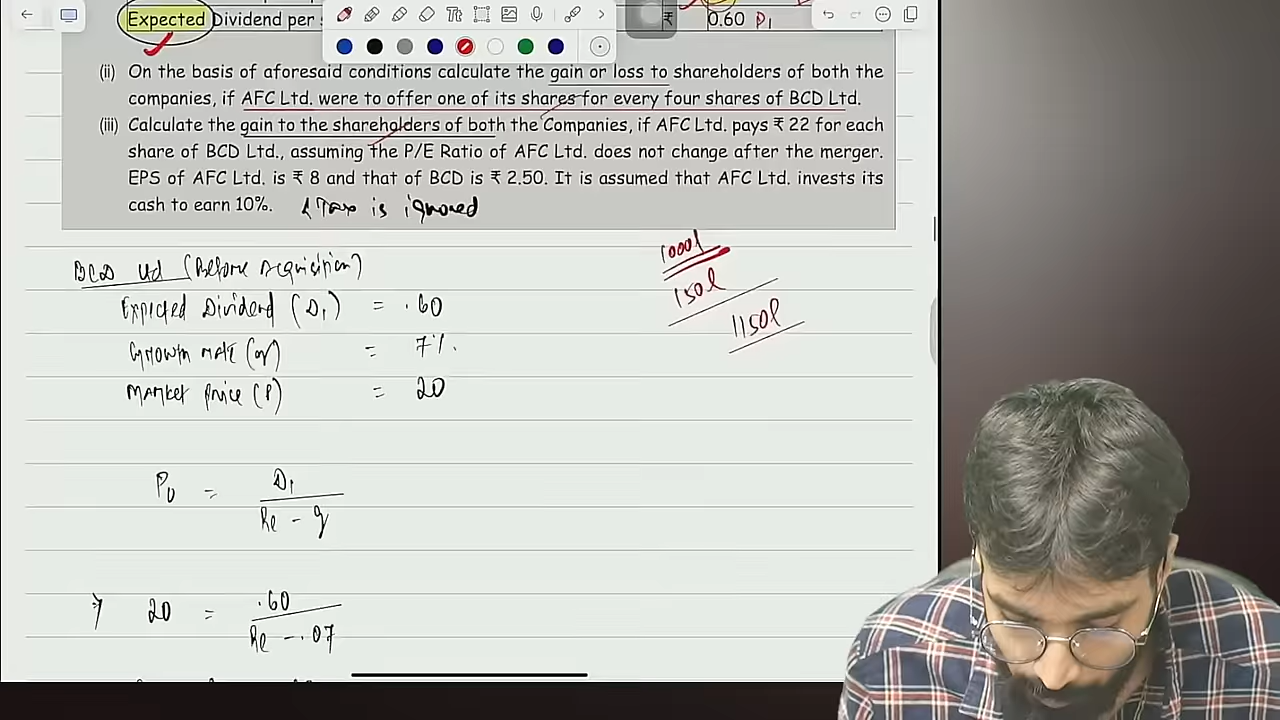 Expected Dividend per s ₹ 0.60 D₁
(ii) On the basis of aforesaid conditions calculate the gain or loss to shareholders of both the
companies, if AFC Ltd. were to offer one of its shares for every four shares of BCD Ltd.
(iii) Calculate the gain to the shareholders of both the Companies, if AFC Ltd. pays ₹ 22 for each
share of BCD Ltd., assuming the P/E Ratio of AFC Ltd. does not change after the merger.
EPS of AFC Ltd. is ₹ 8 and that of BCD is ₹ 2.50. It is assumed that AFC Ltd. invests its
cash to earn 10%. & Tax is ignored
1000l
150l
1150l
BCD Ltd (Before Acquisition)
Expected Dividend (D₁) = .60
Growth Rate (g) = 7%.
Market Price (P) = 20
P₀ = D₁ / Re - g
⇒ 20 = .60 / Re - .07